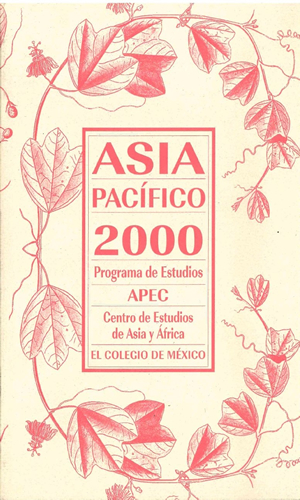 ASIA
PACÍFICO
2000
Programa de Estudios
APEC
Centro de Estudios
de Asia y África
EL COLEGIO DE MÉXICO